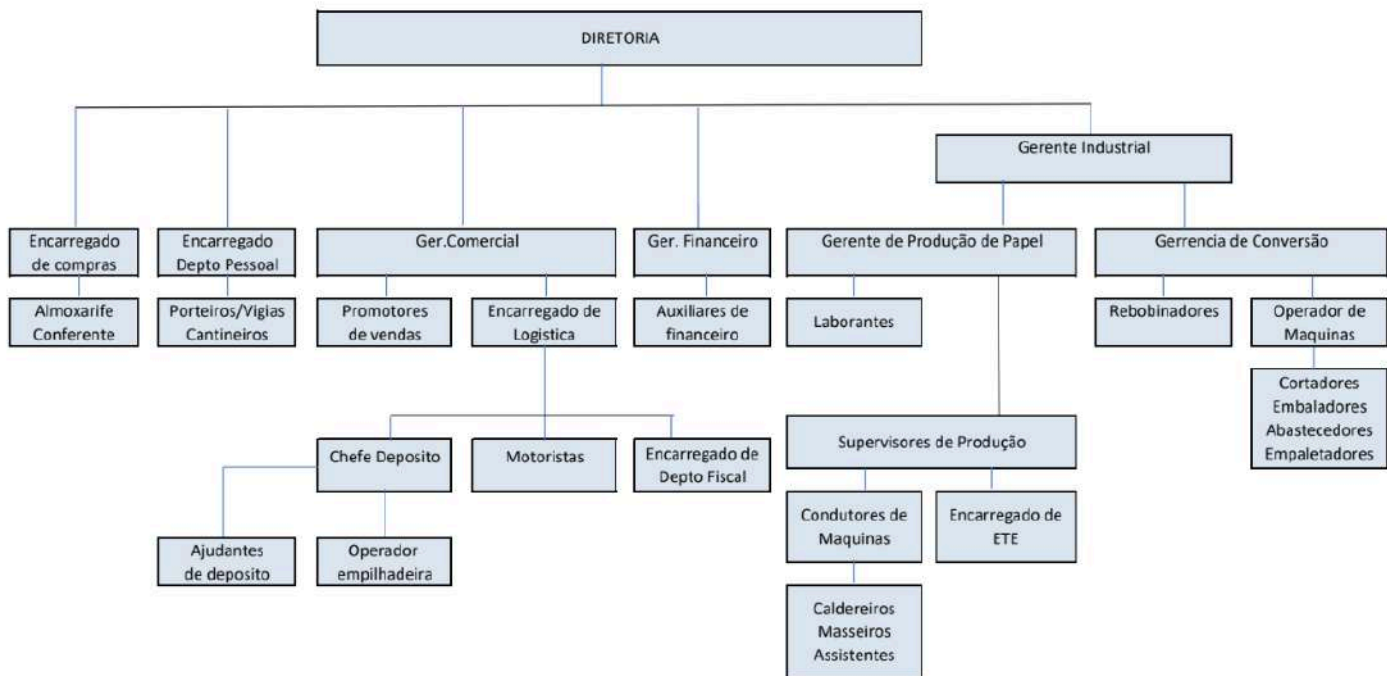 DIRETORIA
Gerente Industrial
Encarregado
de compras
Encarregado
Depto Pessoal
Ger.Comercial
Ger. Financeiro
Gerente de Produção de Papel
Gerrencia de Conversão
Almoxarife
Conferente
Porteiros/Vigias
Cantineiros
Promotores
de vendas
Encarregado de
Logistica
Auxiliares de
financeiro
Laborantes
Rebobinadores
Operador de
Maquinas
Cortadores
Embaladores
Abastecedores
Empaletadores
Chefe Deposito
Motoristas
Encarregado de
Depto Fiscal
Supervisores de Produção
Condutores de
Maquinas
Encarregado de
ETE
Ajudantes
de deposito
Operador
empilhadeira
Caldereiros
Masseiros
Assistentes